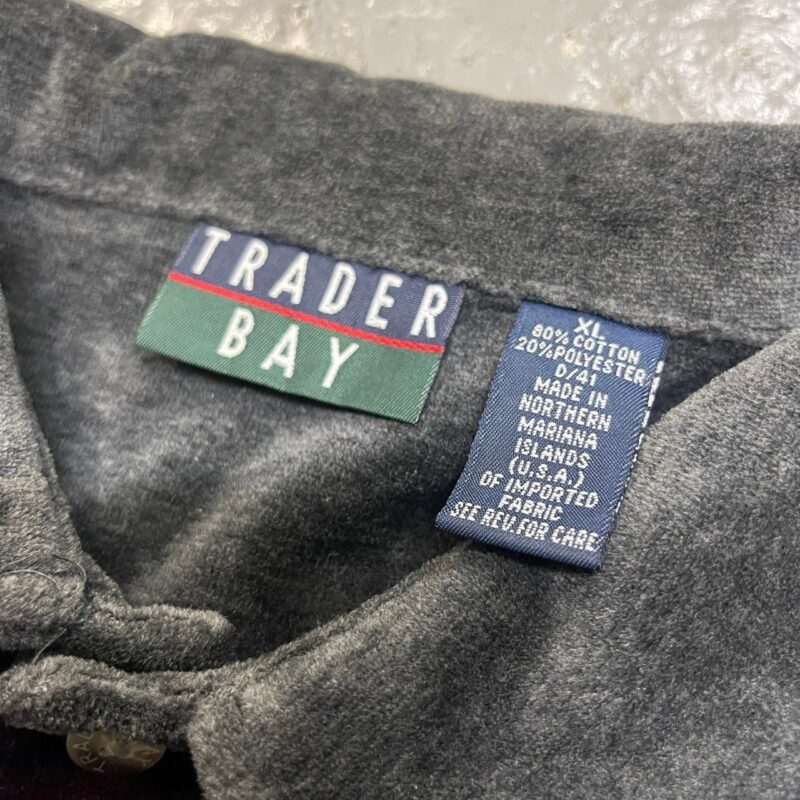 TRADER
BAY
XL
80% COTTON
20% POLYESTER
D/41
MADE IN
NORTHERN
MARIANA
ISLANDS
(U.S.A.)
OF IMPORTED
FABRIC
SEE REV. FOR CARE